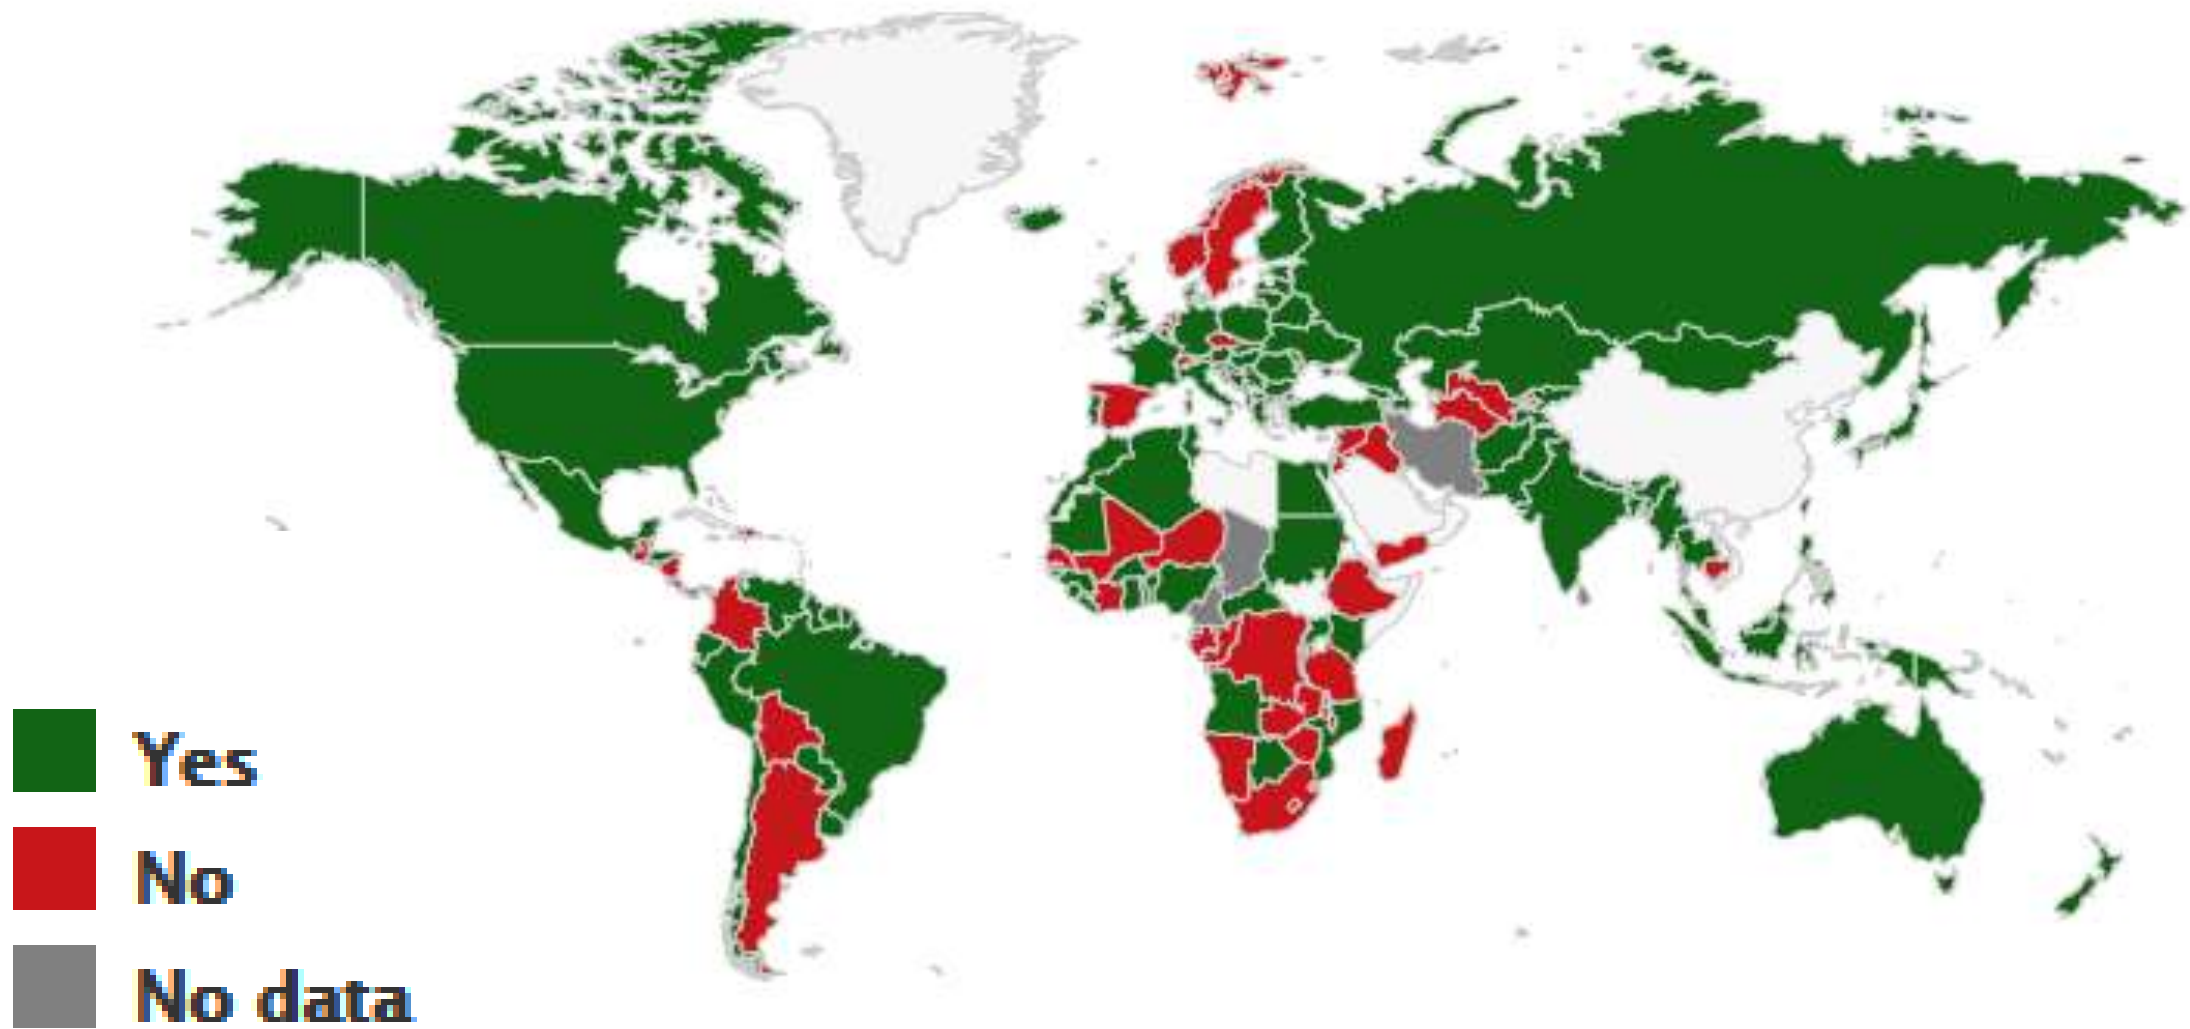 Yes
No
No data